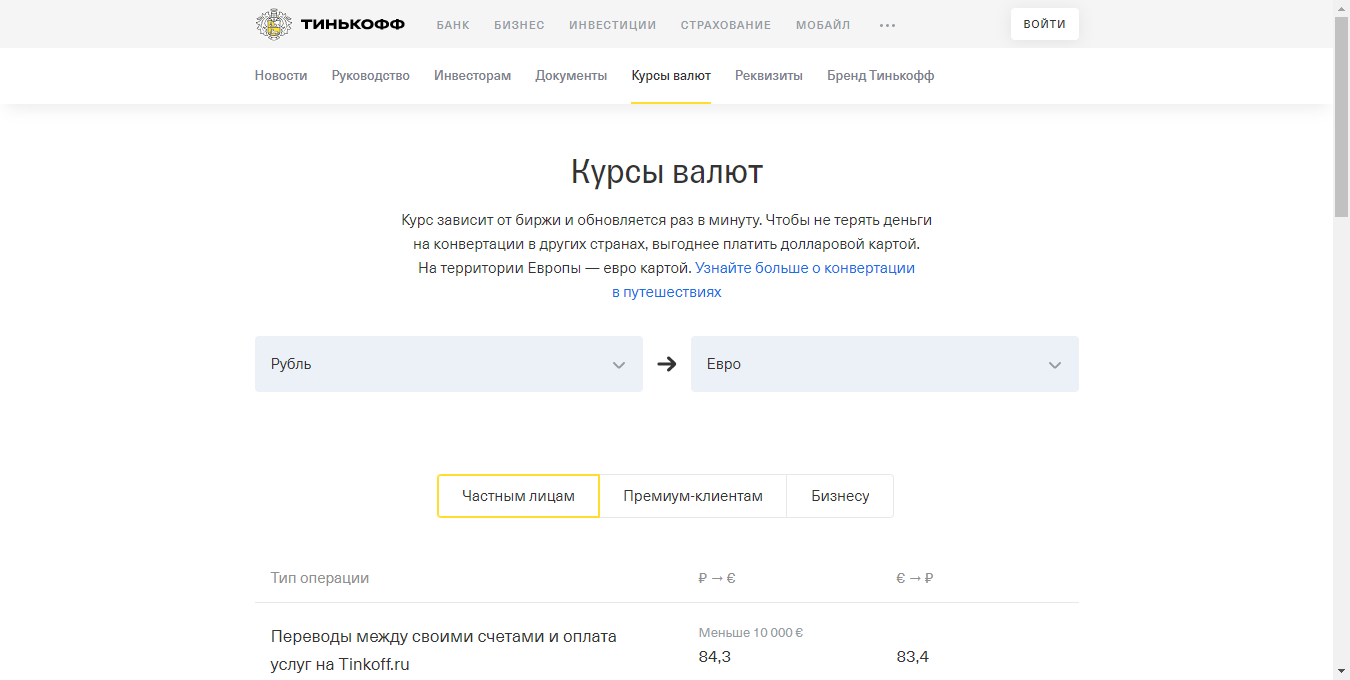 ТИНЬКОФФ БАНК БИЗНЕС ИНВЕСТИЦИИ СТРАХОВАНИЕ МОБАЙЛ ••• ВОЙТИ
Новости Руководство Инвесторам Документы Курсы валют Реквизиты Бренд Тинькофф
Курсы валют
Курс зависит от биржи и обновляется раз в минуту. Чтобы не терять деньги
на конвертации в других странах, выгоднее платить долларовой картой.
На территории Европы — евро картой. Узнайте больше о конвертации
в путешествиях
Рубль → Евро
Частным лицам Премиум-клиентам Бизнесу
Тип операции ₽ → € € → ₽
Переводы между своими счетами и оплата
услуг на Tinkoff.ru
Меньше 10 000 €
84,3 83,4